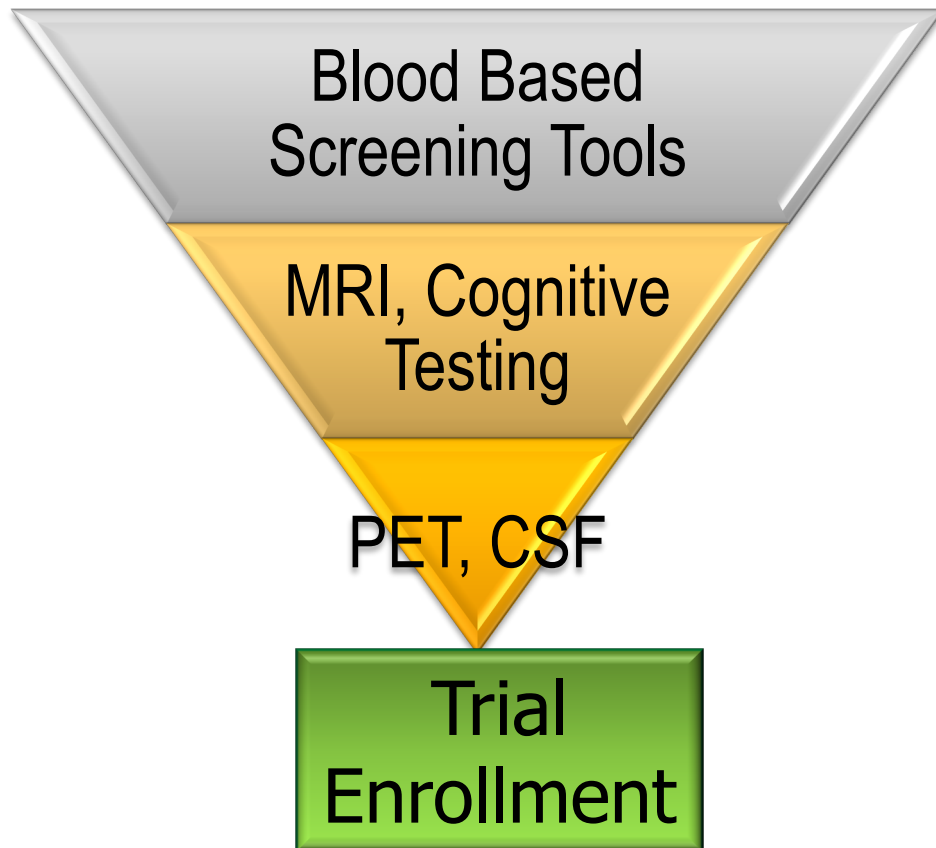 Blood Based
Screening Tools
MRI, Cognitive
Testing
PET, CSF
Trial
Enrollment